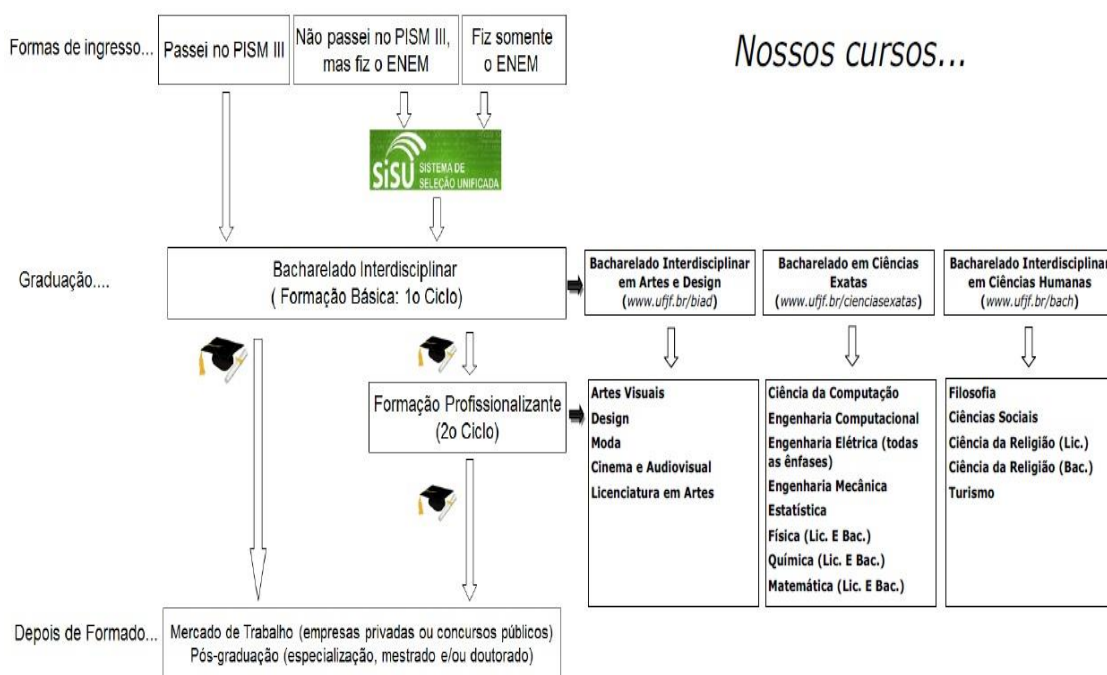 Formas de ingresso...
Passei no PISM III
Não passei no PISM III,
mas fiz o ENEM
Fiz somente
o ENEM
Nossos cursos...
SiSU
SISTEMA DE
SELEÇÃO UNIFICADA
Graduação....
Bacharelado Interdisciplinar
( Formação Básica: 1o Ciclo)
Bacharelado Interdisciplinar
em Artes e Design
(www.ufjf.br/biad)
Bacharelado em Ciências
Exatas
(www.ufjf.br/cienciasexatas)
Bacharelado Interdisciplinar
em Ciências Humanas
(www.ufjf.br/bach)
Formação Profissionalizante
(2o Ciclo)
Artes Visuais
Design
Moda
Cinema e Audiovisual
Licenciatura em Artes
Ciência da Computação
Engenharia Computacional
Engenharia Elétrica (todas
as ênfases)
Engenharia Mecânica
Estatística
Física (Lic. E Bac.)
Química (Lic. E Bac.)
Matemática (Lic. E Bac.)
Filosofia
Ciências Sociais
Ciência da Religião (Lic.)
Ciência da Religião (Bac.)
Turismo
Depois de Formado...
Mercado de Trabalho (empresas privadas ou concursos públicos)
Pós-graduação (especialização, mestrado e/ou doutorado)